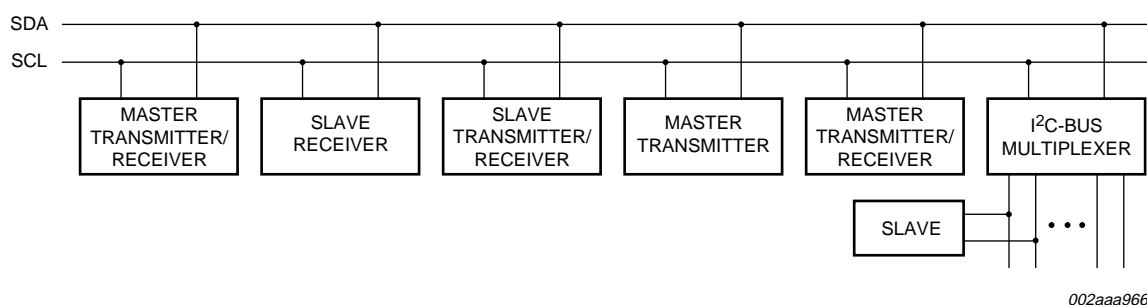 SDA
SCL
MASTER
TRANSMITTER/
RECEIVER
SLAVE
RECEIVER
SLAVE
TRANSMITTER/
RECEIVER
MASTER
TRANSMITTER
MASTER
TRANSMITTER/
RECEIVER
I²C-BUS
MULTIPLEXER
SLAVE
002aaa966